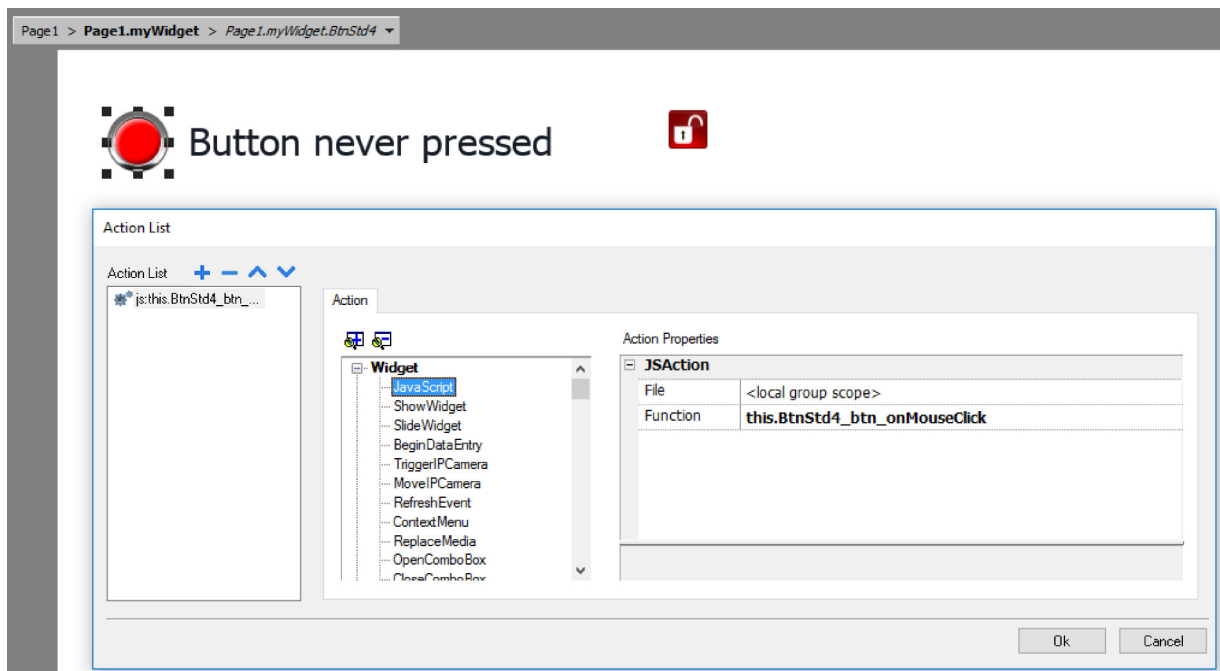 Page1 > Page1.myWidget > Page1.myWidget.BtnStd4
Button never pressed
Action List
Action List
js:this.BtnStd4_btn_...
Action
Widget
JavaScript
ShowWidget
SlideWidget
BeginDataEntry
TriggerIPCamera
MoveIPCamera
RefreshEvent
ContextMenu
ReplaceMedia
OpenComboBox
CloseComboBox
Action Properties
JSAction
File <local group scope>
Function this.BtnStd4_btn_onMouseClick
Ok Cancel